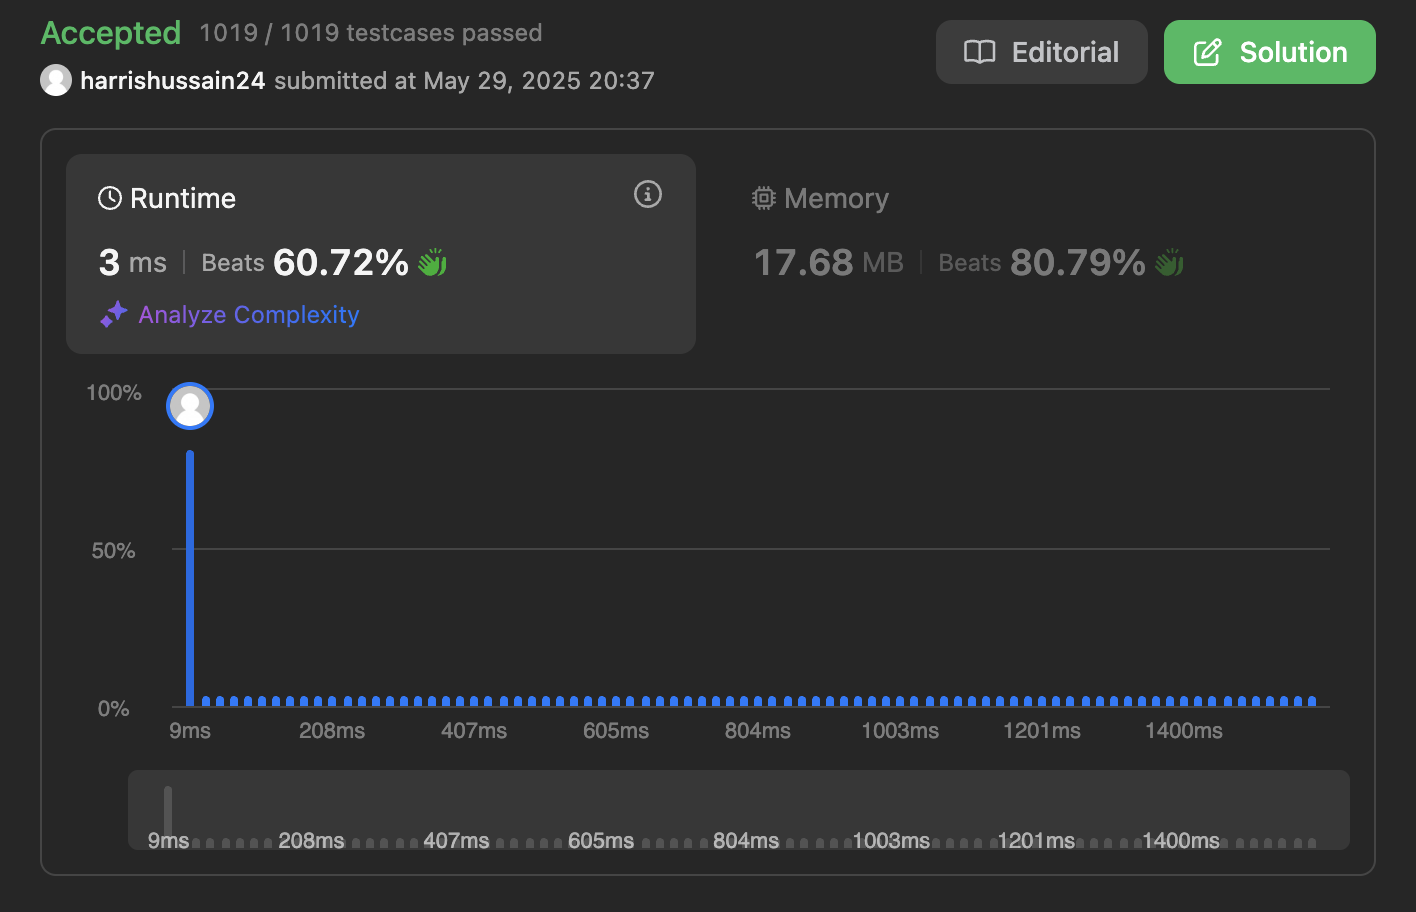 Accepted 1019 / 1019 testcases passed
Editorial
Solution
harrishussain24 submitted at May 29, 2025 20:37
Runtime
3 ms | Beats 60.72%
Analyze Complexity
Memory
17.68 MB | Beats 80.79%
100%
50%
0%
9ms 208ms 407ms 605ms 804ms 1003ms 1201ms 1400ms
9ms 208ms 407ms 605ms 804ms 1003ms 1201ms 1400ms